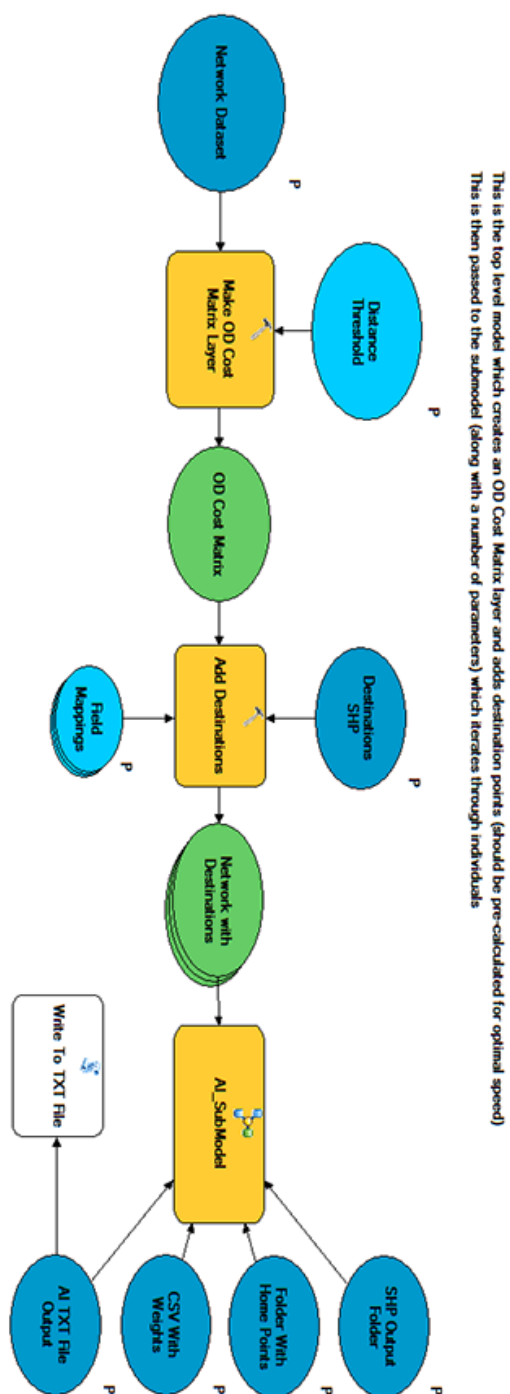 This is the top level model which creates an OD Cost Matrix layer and adds destination points (should be pre-calculated for optimal speed)
This is then passed to the submodel (along with a number of parameters) which iterates through individuals
Network Dataset
P
Distance
Threshold
P
Make OD Cost
Matrix Layer
OD Cost Matrix
Destinations
SHP
P
Add Destinations
Field
Mappings
P
Network with
Destinations
AI_SubModel
Write To TXT File
SHP Output
Folder
P
Folder With
Home Points
P
CSV With
Weights
P
AI TXT File
Output
P